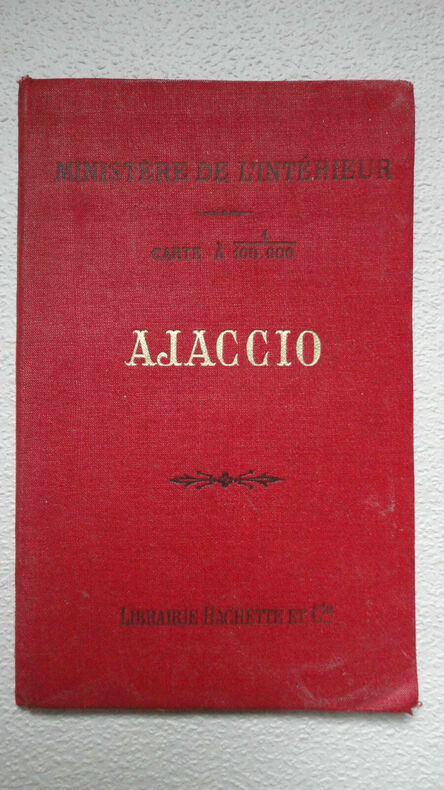 MINISTÈRE DE L'INTÉRIEUR
CARTE À 1/100.000
AJACCIO
LIBRAIRIE HACHETTE ET Cie.